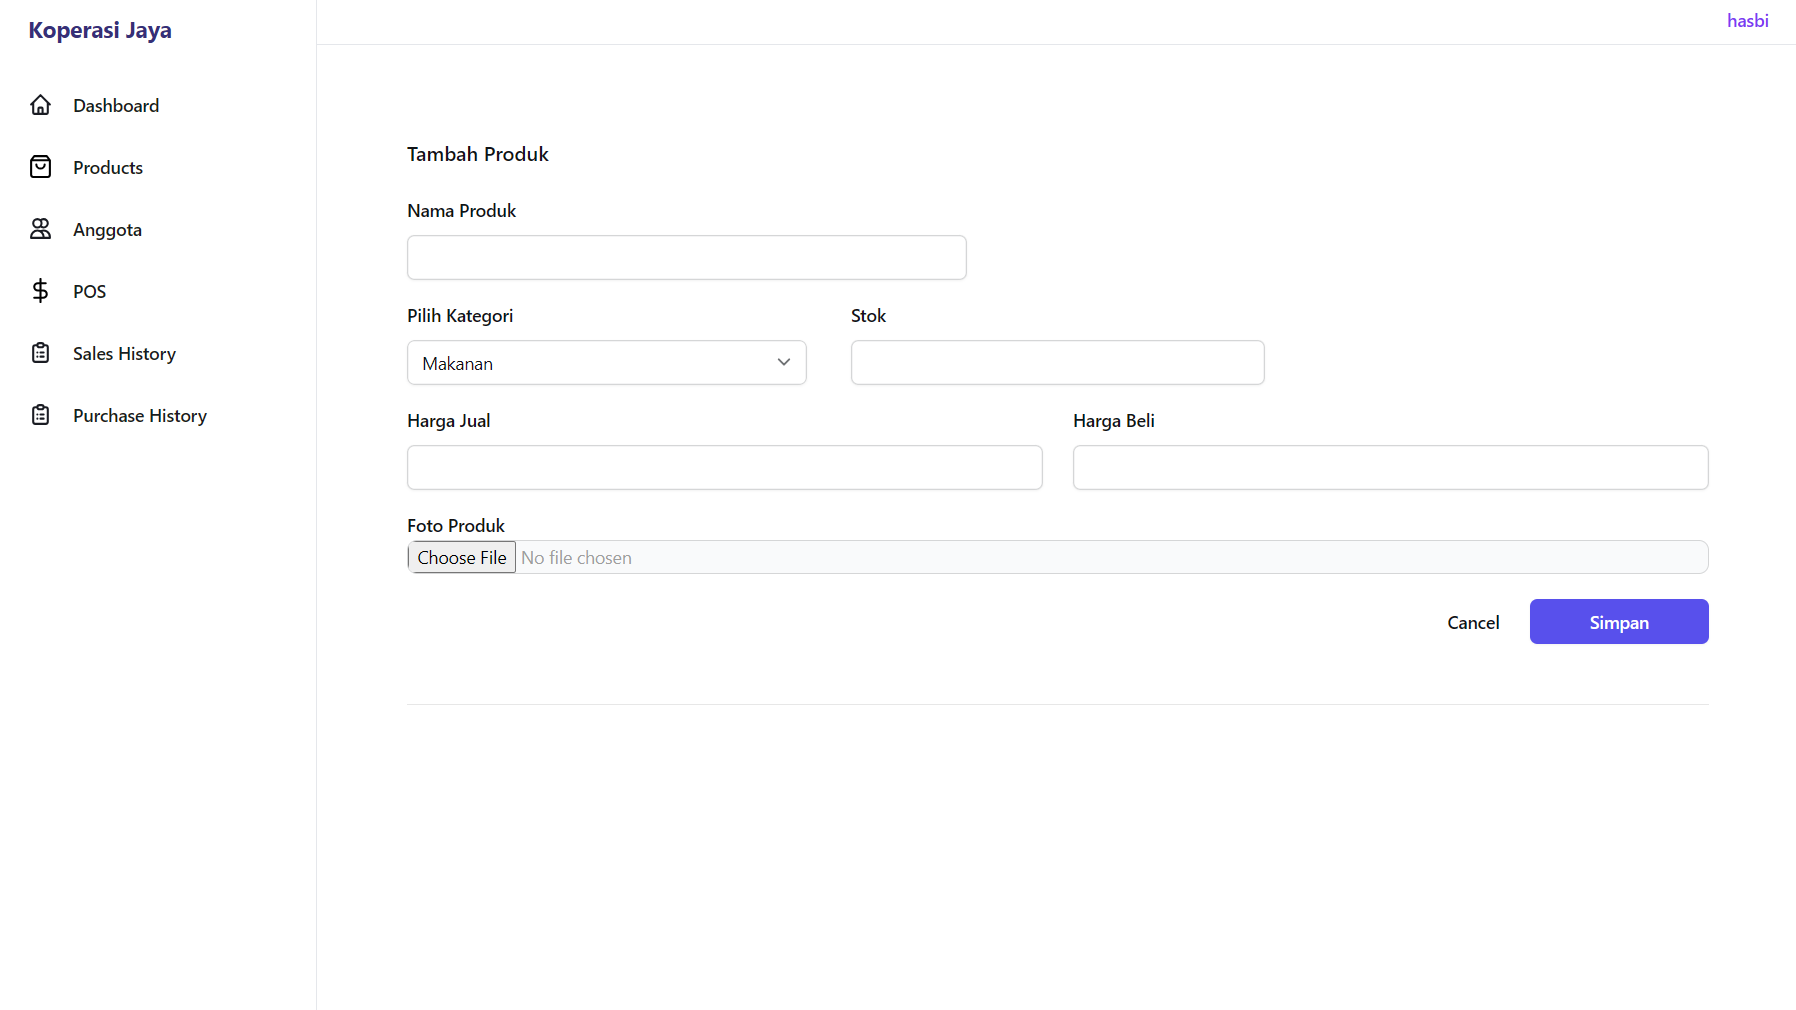 Koperasi Jaya
hasbi
Dashboard
Products
Anggota
POS
Sales History
Purchase History
Tambah Produk
Nama Produk
Pilih Kategori
Stok
Makanan
Harga Jual
Harga Beli
Foto Produk
Choose File No file chosen
Cancel
Simpan